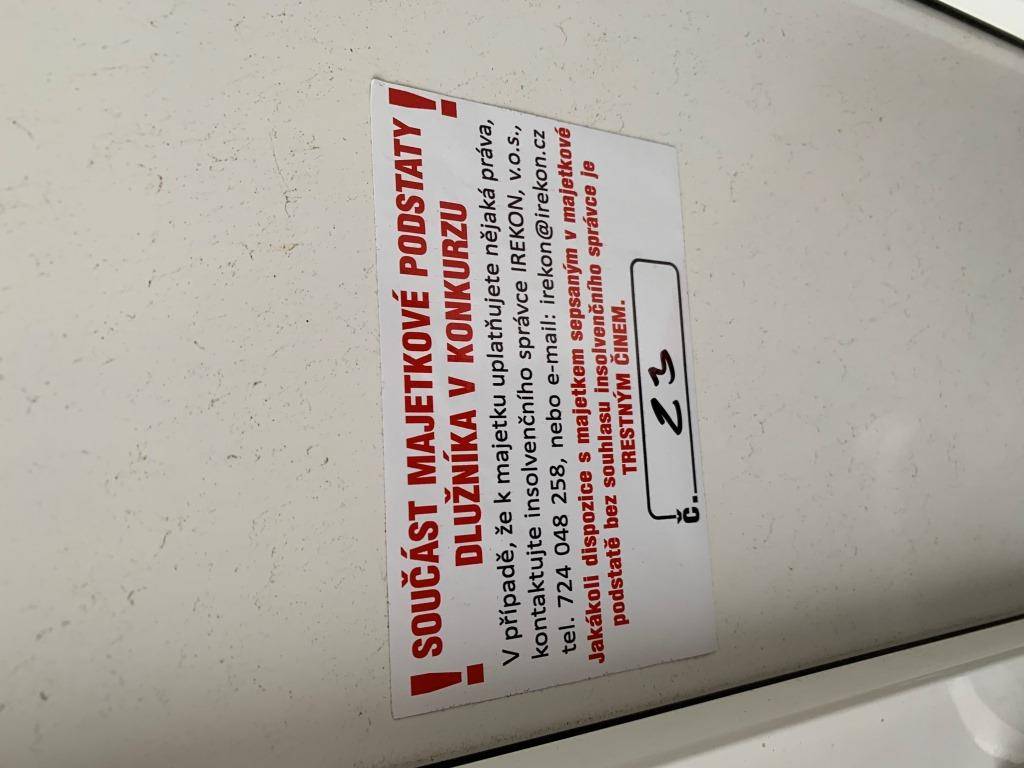 ! SOUČÁST MAJETKOVÉ PODSTATY !
DLUŽNÍKA V KONKURZU
V případě, že k majetku uplatňujete nějaká práva,
kontaktujte insolvenčního správce IREKON, v.o.s.,
tel. 724 048 258, nebo e-mail: irekon@irekon.cz
Jakákoli dispozice s majetkem sepsaným v majetkové
podstatě bez souhlasu insolvenčního správce je
TRESTNÝM ČINEM.
č. 23